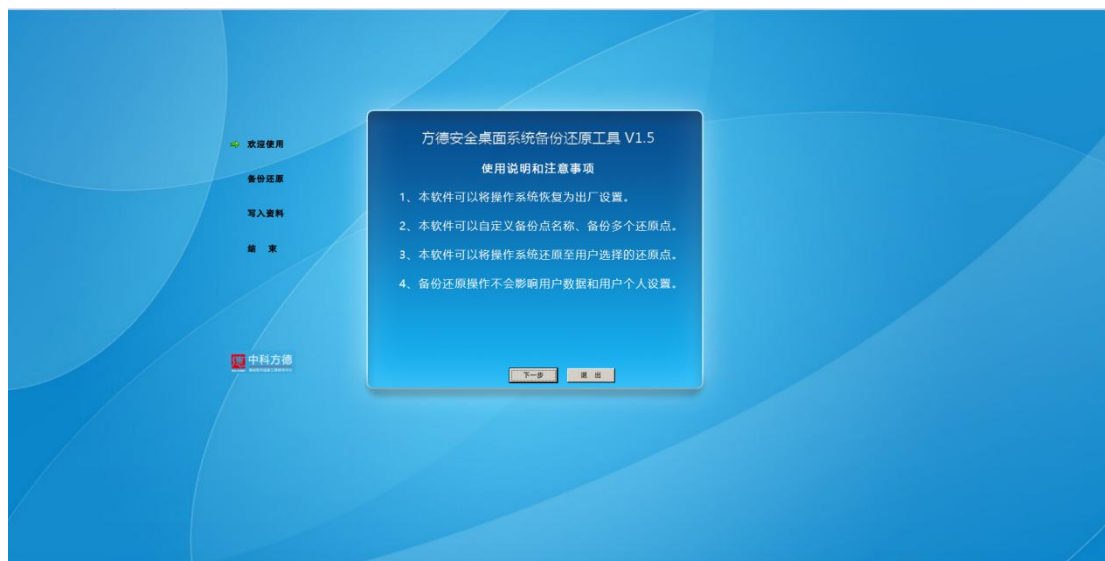 欢迎使用
备份还原
写入资料
结 束
中科方德
方德安全桌面系统备份还原工具 V1.5
使用说明和注意事项
1、本软件可以将操作系统恢复为出厂设置。
2、本软件可以自定义备份点名称、备份多个还原点。
3、本软件可以将操作系统还原至用户选择的还原点。
4、备份还原操作不会影响用户数据和用户个人设置。
下一步
退 出